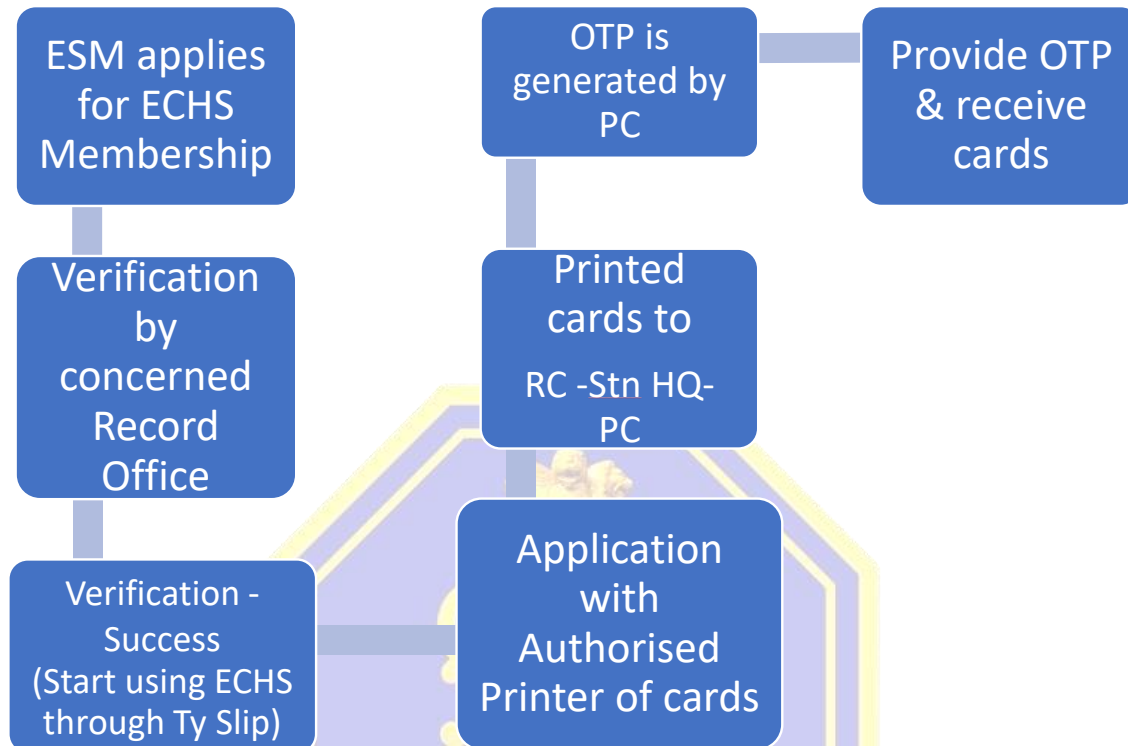 ESM applies
for ECHS
Membership
Verification
by
concerned
Record
Office
Verification -
Success
(Start using ECHS
through Ty Slip)
Application
with
Authorised
Printer of cards
Printed
cards to
RC -Stn HQ-
PC
OTP is
generated by
PC
Provide OTP
& receive
cards